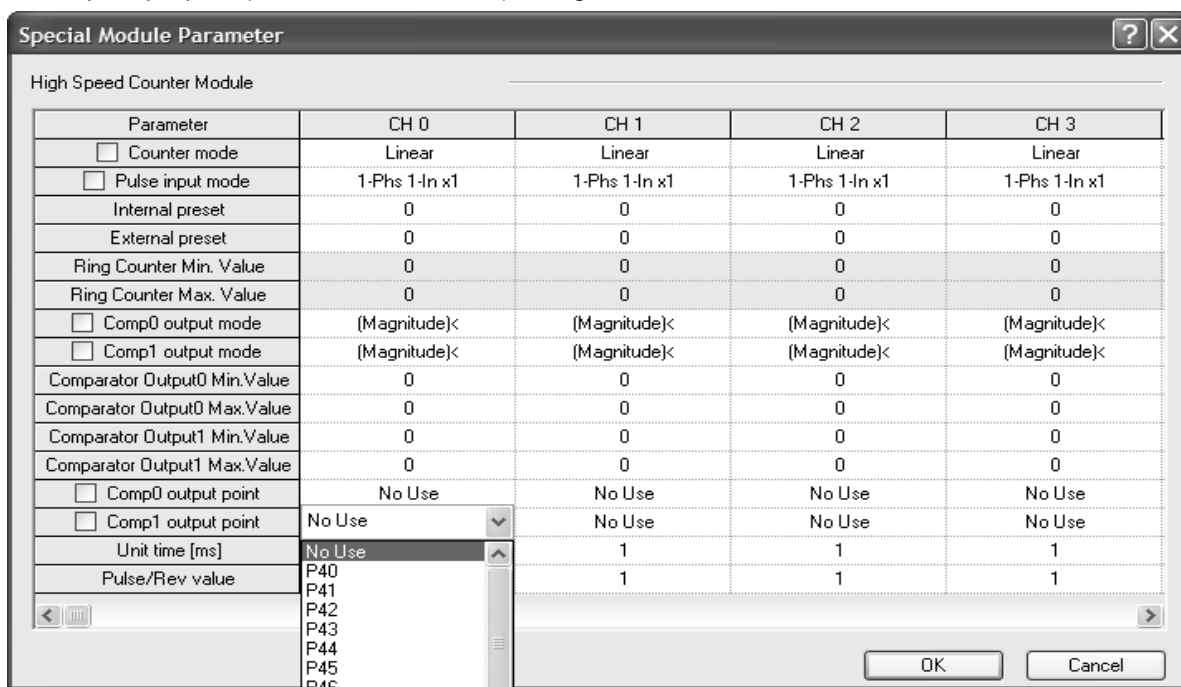 Special Module Parameter
High Speed Counter Module
Parameter CH 0 CH 1 CH 2 CH 3
Counter mode Linear Linear Linear Linear
Pulse input mode 1-Phs 1-In x1 1-Phs 1-In x1 1-Phs 1-In x1 1-Phs 1-In x1
Internal preset 0 0 0 0
External preset 0 0 0 0
Ring Counter Min. Value 0 0 0 0
Ring Counter Max. Value 0 0 0 0
Comp0 output mode (Magnitude)< (Magnitude)< (Magnitude)< (Magnitude)<
Comp1 output mode (Magnitude)< (Magnitude)< (Magnitude)< (Magnitude)<
Comparator Output0 Min.Value 0 0 0 0
Comparator Output0 Max.Value 0 0 0 0
Comparator Output1 Min.Value 0 0 0 0
Comparator Output1 Max.Value 0 0 0 0
Comp0 output point No Use No Use No Use No Use
Comp1 output point No Use No Use No Use No Use
Unit time [ms] No Use 1 1 1
Pulse/Rev value P40 1 1 1
P41
P42
P43
P44
P45
P46
OK Cancel